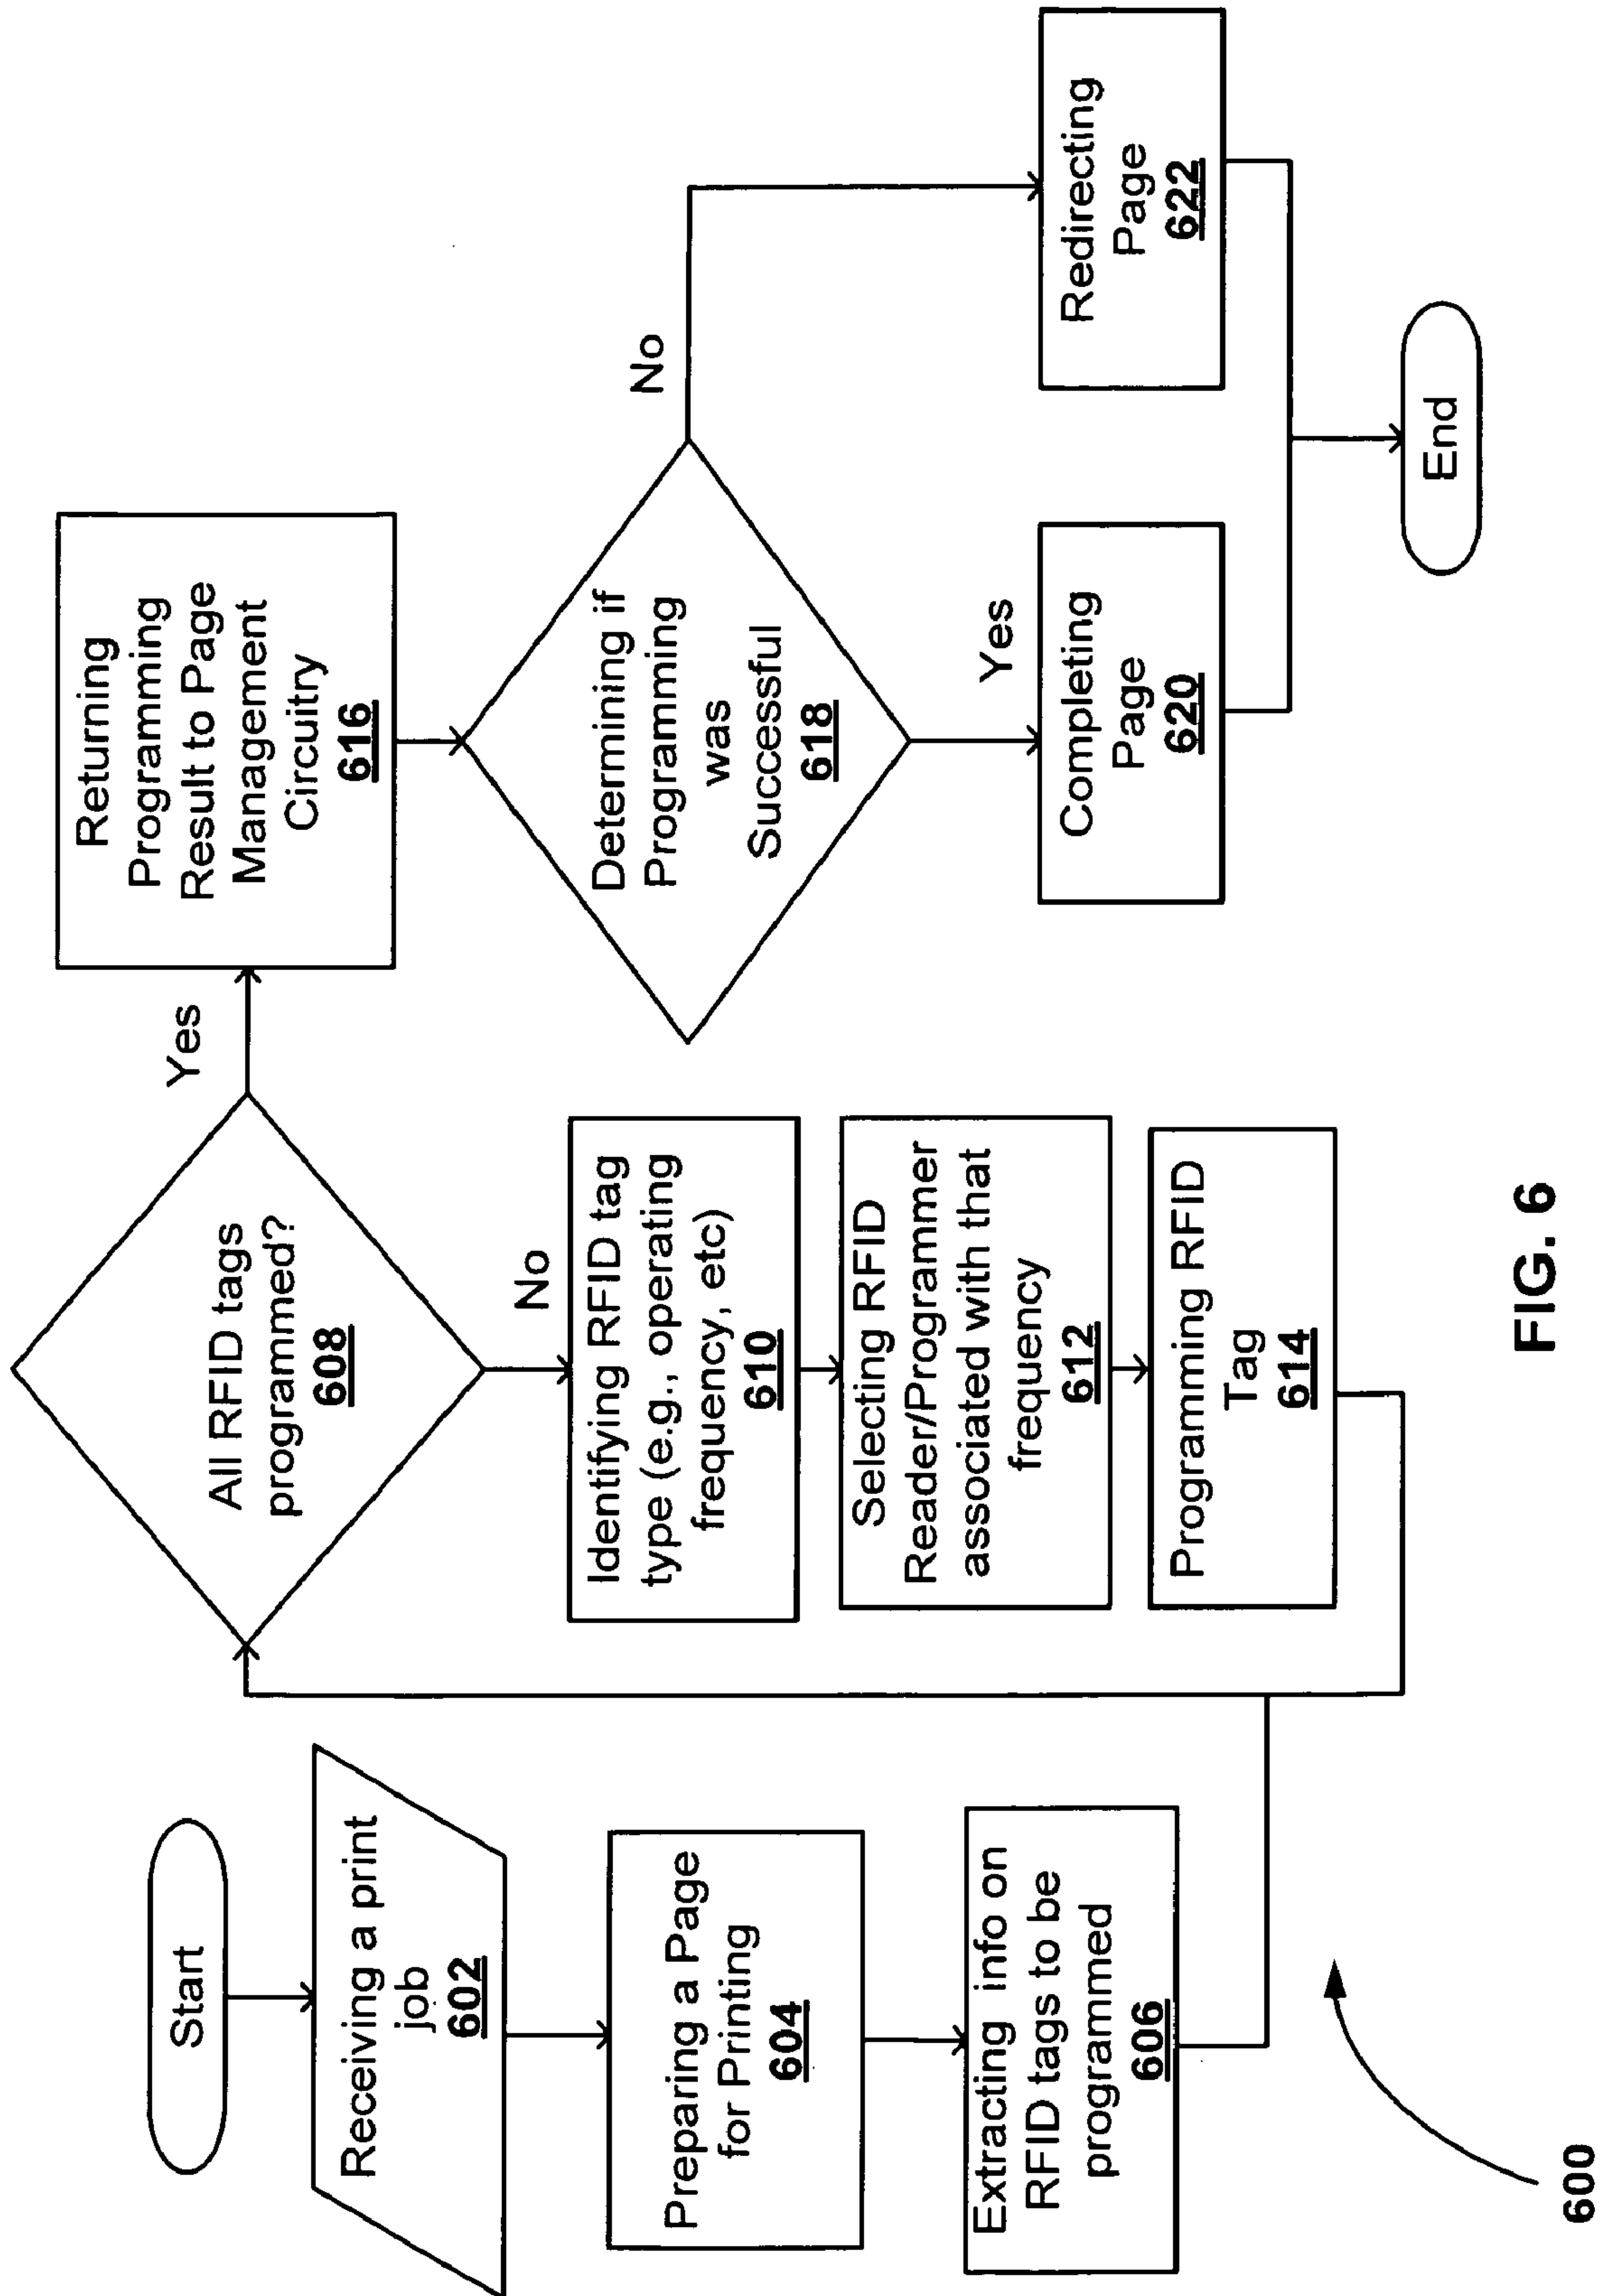 Start
Receiving a print
job
602
Preparing a Page
for Printing
604
Extracting info on
RFID tags to be
programmed
606
All RFID tags
programmed?
608
Yes
No
Identifying RFID tag
type (e.g., operating
frequency, etc)
610
Selecting RFID
Reader/Programmer
associated with that
frequency
612
Programming RFID
Tag
614
Returning
Programming
Result to Page
Management
Circuitry
616
Determining if
Programming
was
Successful
618
No
Yes
Completing
Page
620
Redirecting
Page
622
End
600
FIG. 6